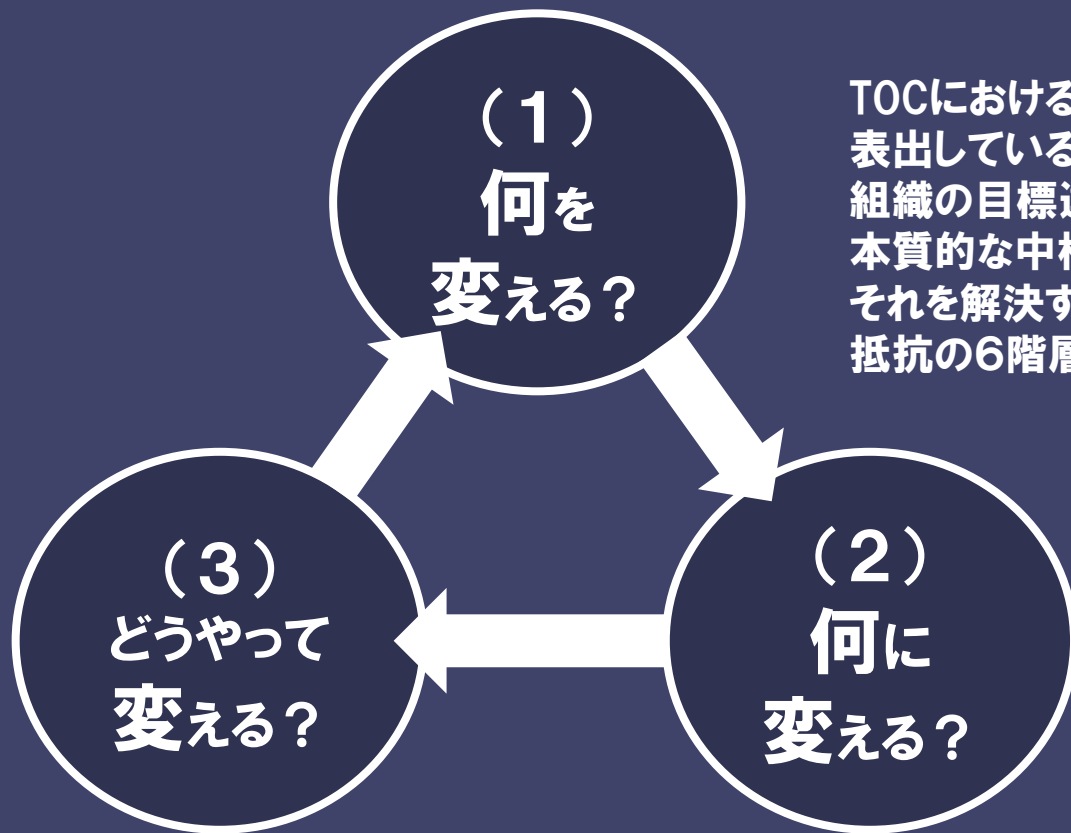 （１）
何を
変える？
TOCにおける
表出している
組織の目標
本質的な中
それを解決す
抵抗の６階層
（２）
何に
変える？
（３）
どうやって
変える？